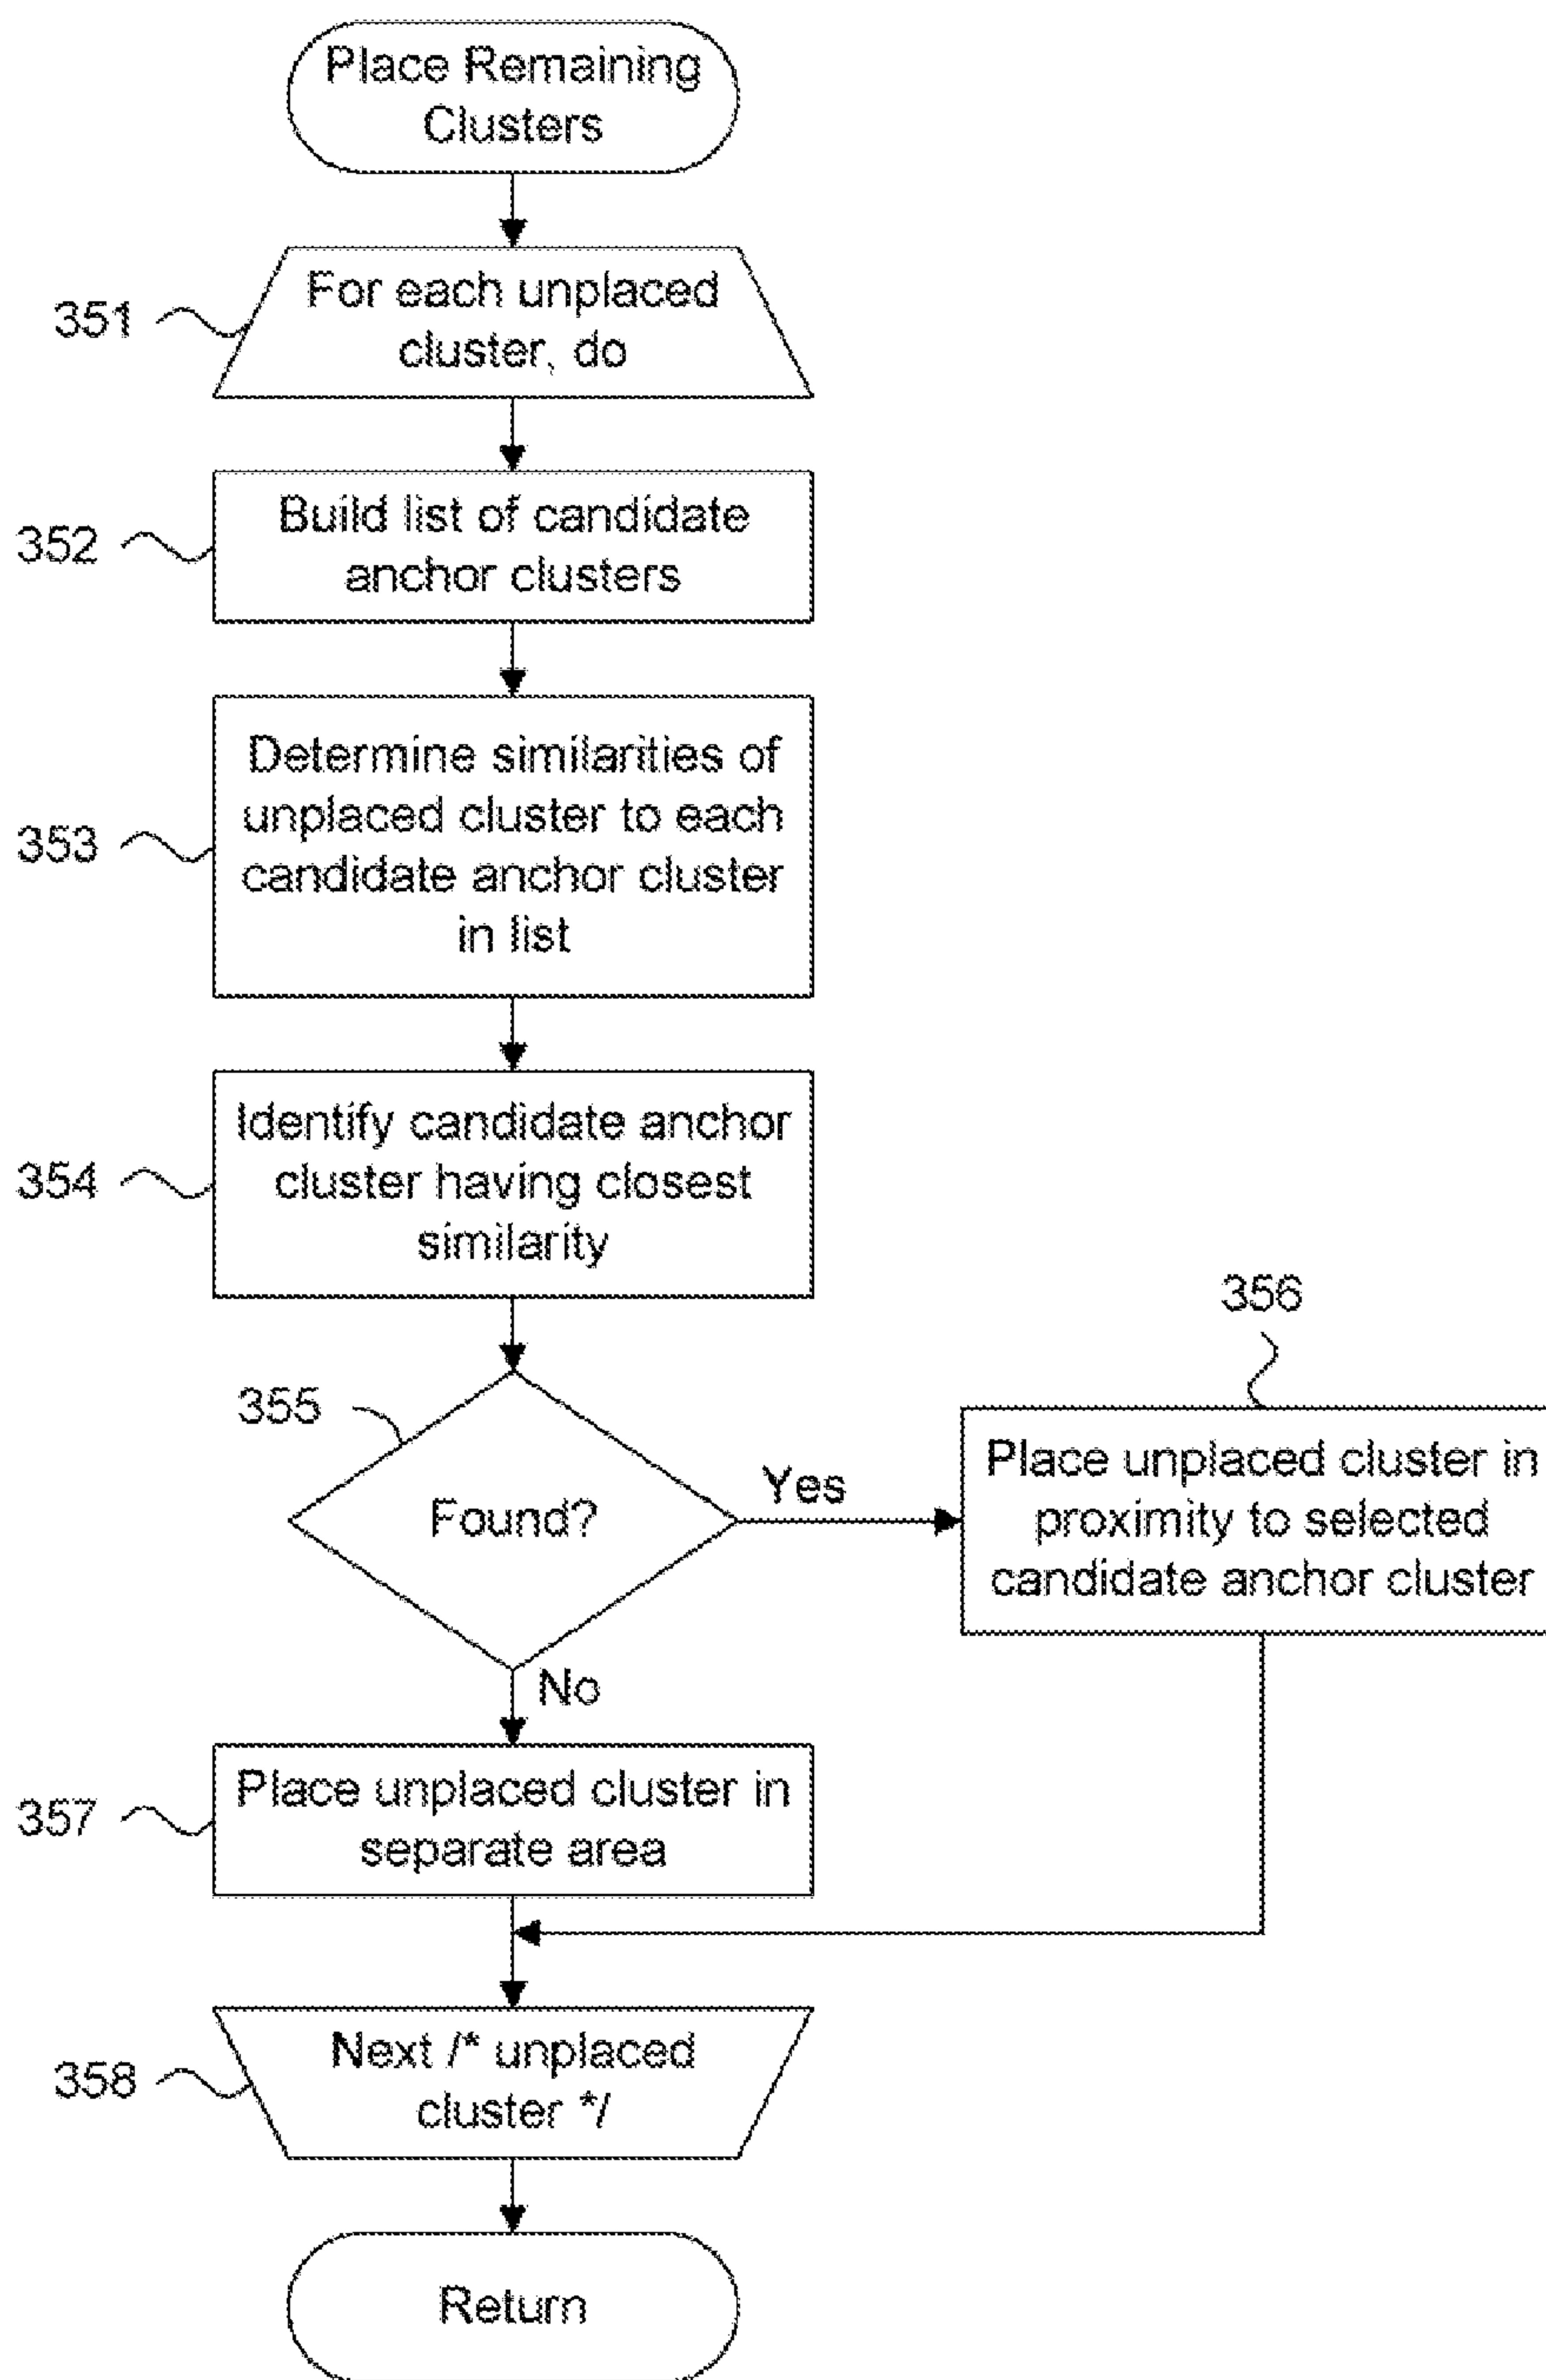 Place Remaining
Clusters
351
For each unplaced
cluster, do
352
Build list of candidate
anchor clusters
353
Determine similarities of
unplaced cluster to each
candidate anchor cluster
in list
354
Identify candidate anchor
cluster having closest
similarity
355
Found?
Yes
356
Place unplaced cluster in
proximity to selected
candidate anchor cluster
No
357
Place unplaced cluster in
separate area
358
Next /* unplaced
cluster */
Return